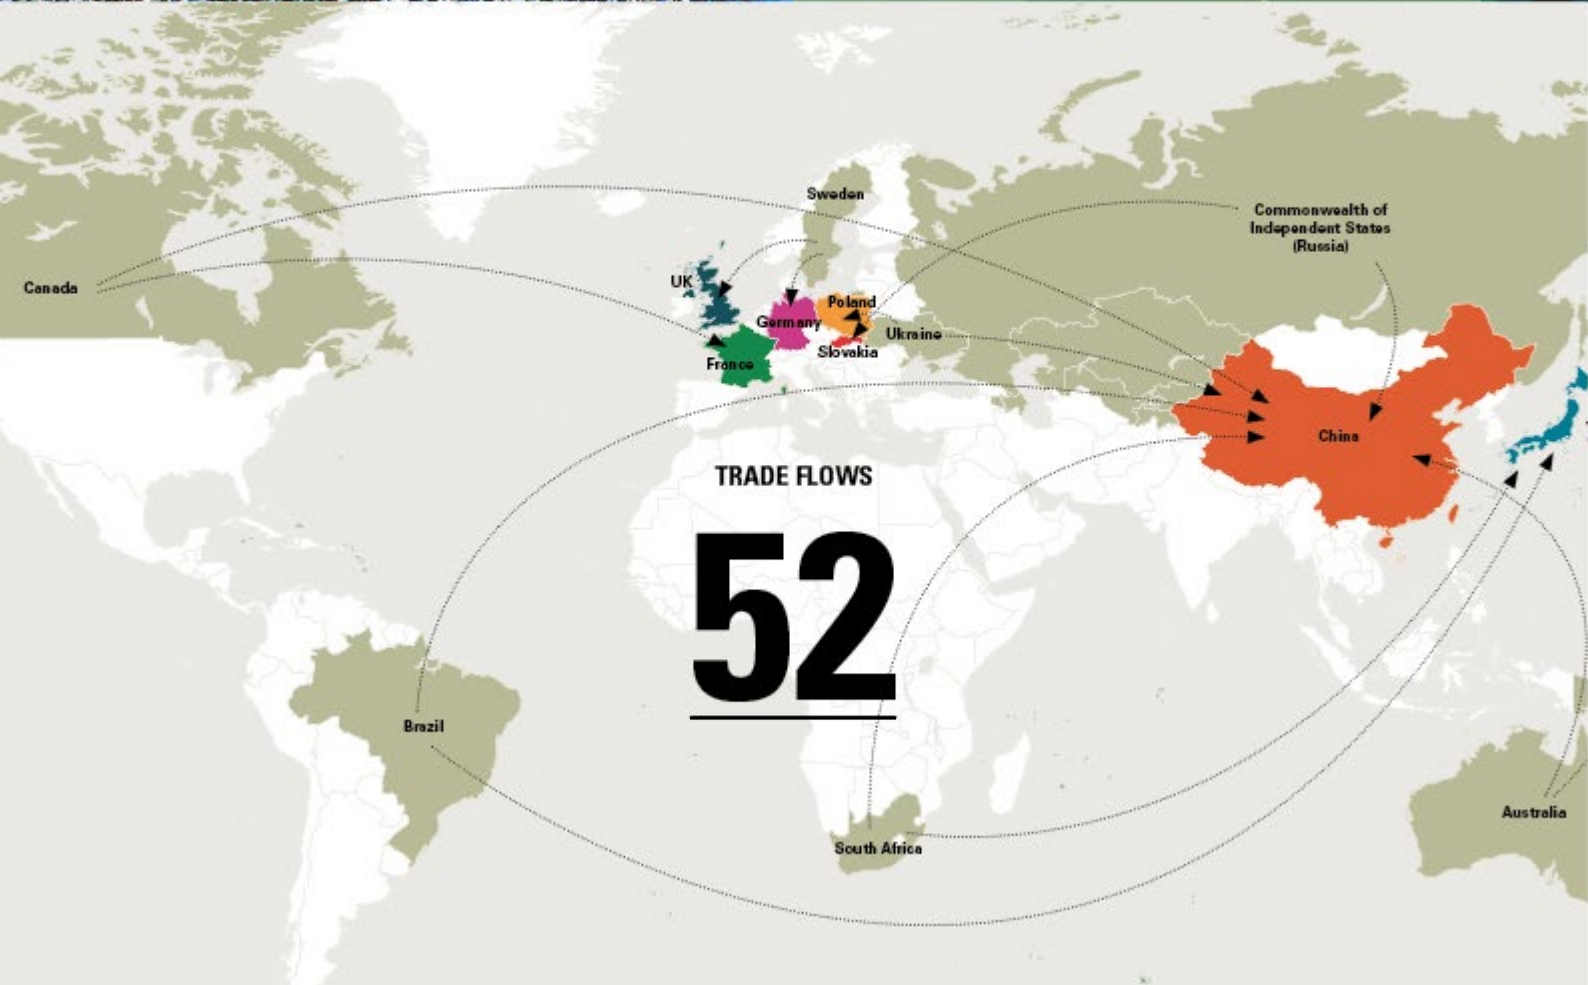 Sweden
Commonwealth of
Independent States
(Russia)
Canada
UK
Poland
Germany
Ukraine
Slovakia
France
China
TRADE FLOWS
52
Brazil
Australia
South Africa